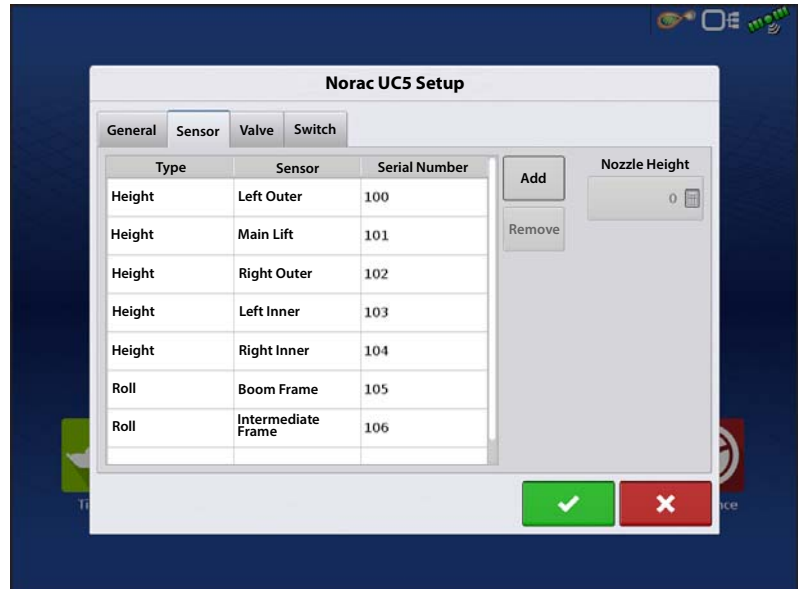 Norac UC5 Setup
General Sensor Valve Switch
Type Sensor Serial Number
Height Left Outer 100
Height Main Lift 101
Height Right Outer 102
Height Left Inner 103
Height Right Inner 104
Roll Boom Frame 105
Roll Intermediate Frame 106
Add
Remove
Nozzle Height
0
Ti
ce